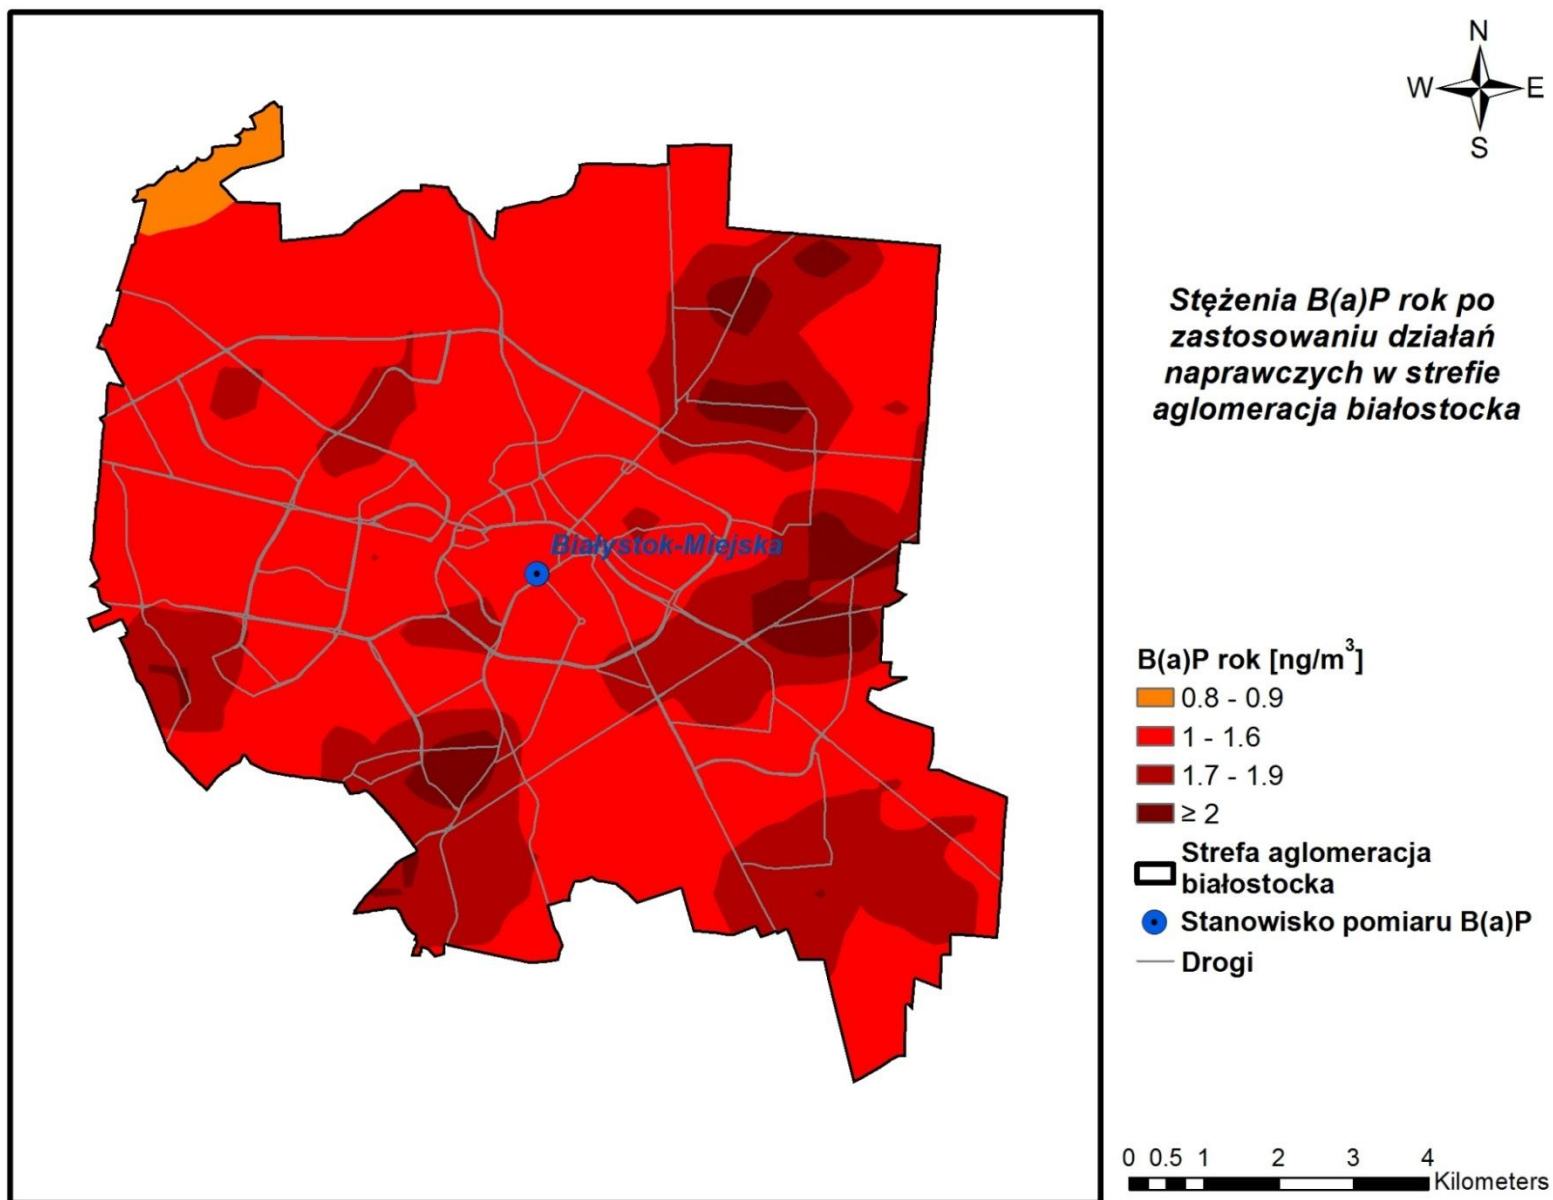 N
W E
S
Stężenia B(a)P rok po
zastosowaniu działań
naprawczych w strefie
aglomeracja białostocka
Białystok-Miejska
B(a)P rok [ng/m³]
0.8 - 0.9
1 - 1.6
1.7 - 1.9
≥ 2
Strefa aglomeracja
białostocka
Stanowisko pomiaru B(a)P
Drogi
0 0.5 1 2 3 4
Kilometers